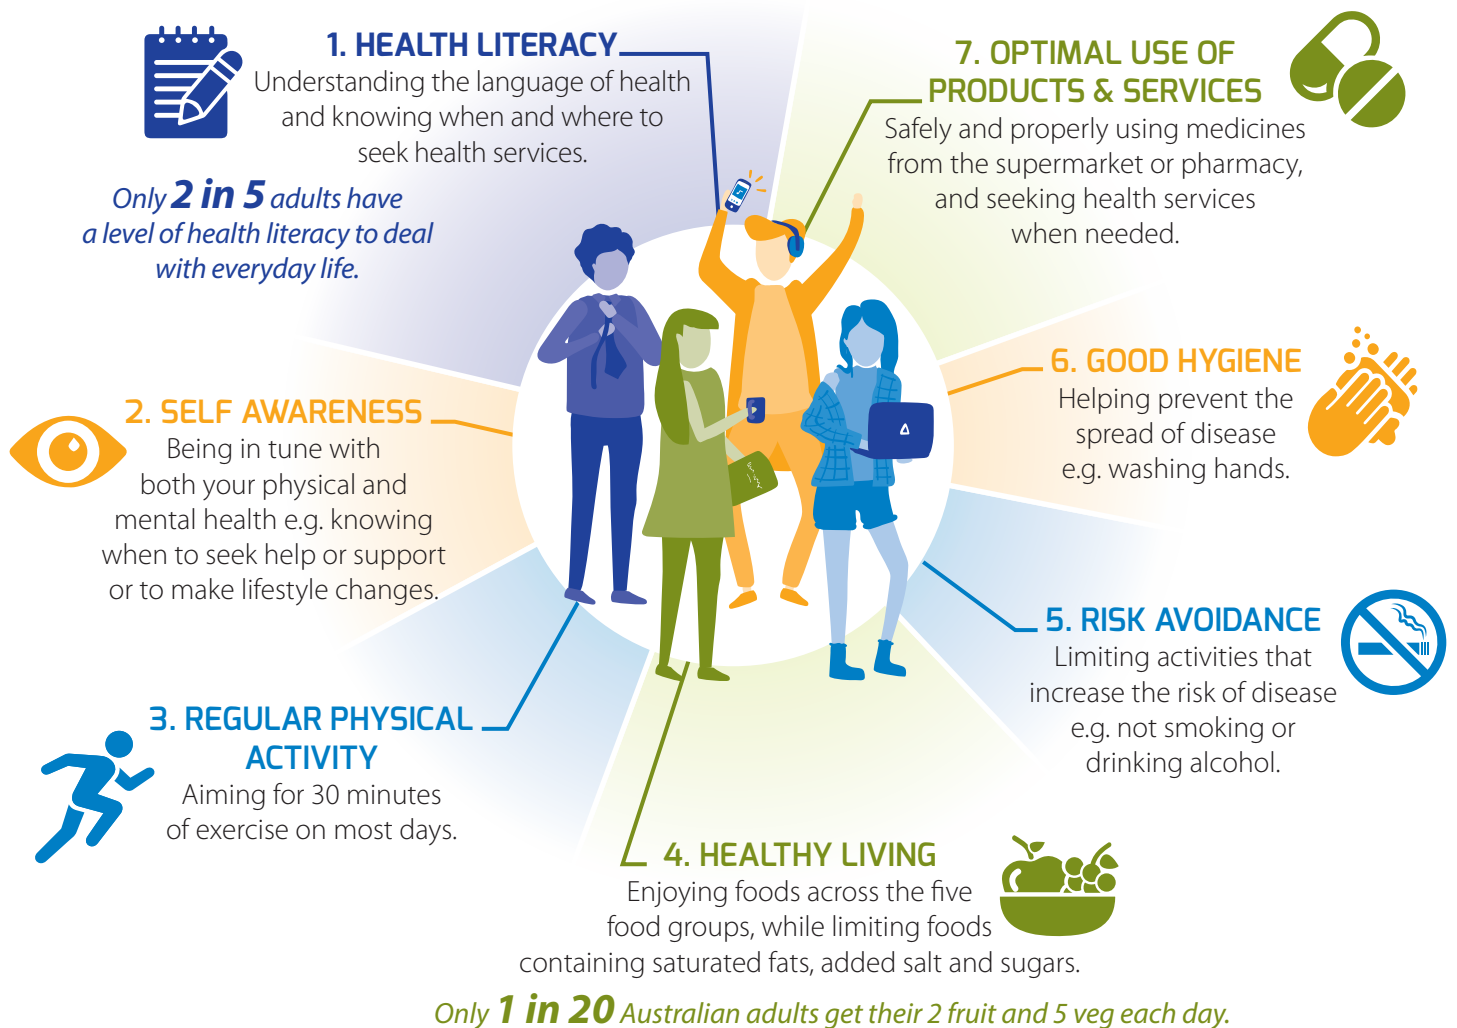 1. HEALTH LITERACY
Understanding the language of health
and knowing when and where to
seek health services.
Only 2 in 5 adults have
a level of health literacy to deal
with everyday life.
2. SELF AWARENESS
Being in tune with
both your physical and
mental health e.g. knowing
when to seek help or support
or to make lifestyle changes.
3. REGULAR PHYSICAL
ACTIVITY
Aiming for 30 minutes
of exercise on most days.
4. HEALTHY LIVING
Enjoying foods across the five
food groups, while limiting foods
containing saturated fats, added salt and sugars.
Only 1 in 20 Australian adults get their 2 fruit and 5 veg each day.
5. RISK AVOIDANCE
Limiting activities that
increase the risk of disease
e.g. not smoking or
drinking alcohol.
6. GOOD HYGIENE
Helping prevent the
spread of disease
e.g. washing hands.
7. OPTIMAL USE OF
PRODUCTS & SERVICES
Safely and properly using medicines
from the supermarket or pharmacy,
and seeking health services
when needed.